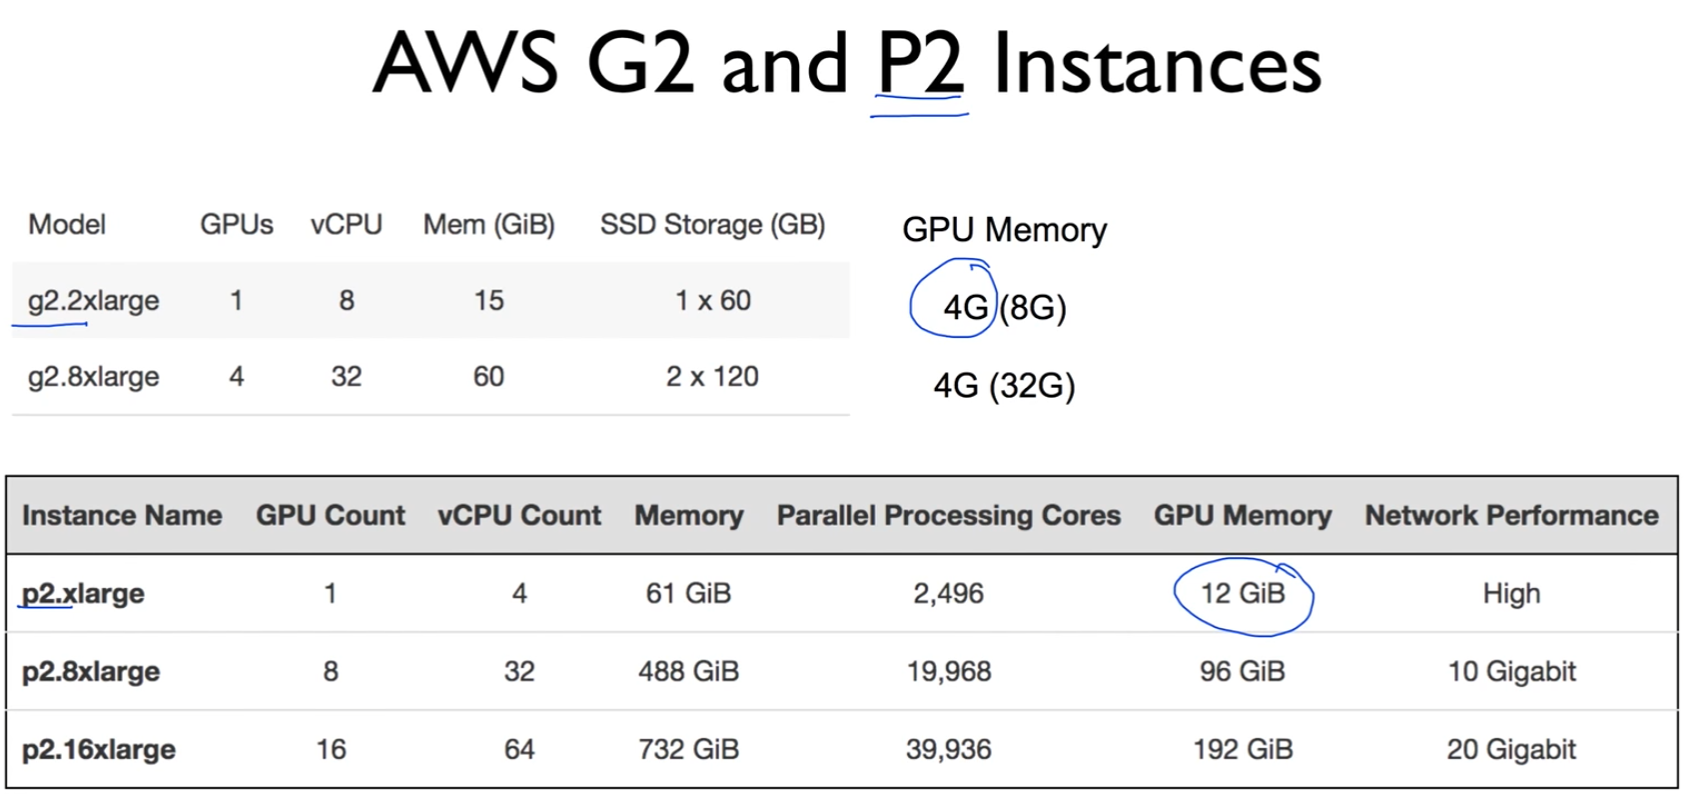 AWS G2 and P2 Instances
Model GPUs vCPU Mem (GiB) SSD Storage (GB) GPU Memory
g2.2xlarge 1 8 15 1 x 60 4G (8G)
g2.8xlarge 4 32 60 2 x 120 4G (32G)
Instance Name GPU Count vCPU Count Memory Parallel Processing Cores GPU Memory Network Performance
p2.xlarge 1 4 61 GiB 2,496 12 GiB High
p2.8xlarge 8 32 488 GiB 19,968 96 GiB 10 Gigabit
p2.16xlarge 16 64 732 GiB 39,936 192 GiB 20 Gigabit